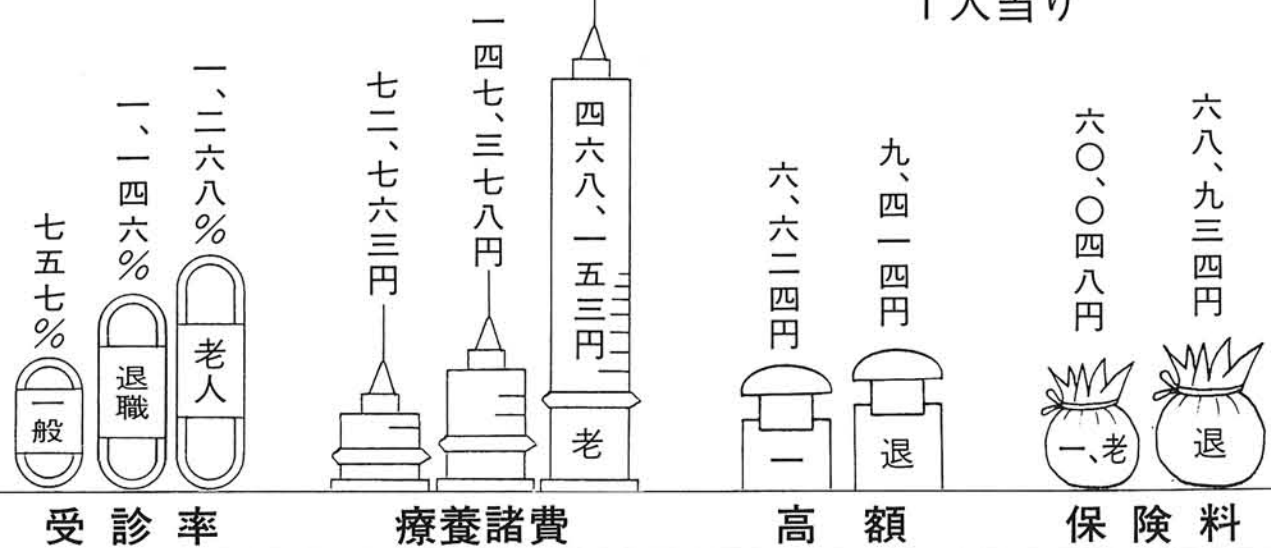 1人当り
七五七%
一般
一、一四六%
退職
一、二六八%
老人
受診率
七二、七六三円
一四七、三七八円
四六八、一五三円
老
療養諸費
六、六二四円
一
九、四一四円
退
高額
六〇、〇四八円
一、老
六八、九三四円
退
保険料